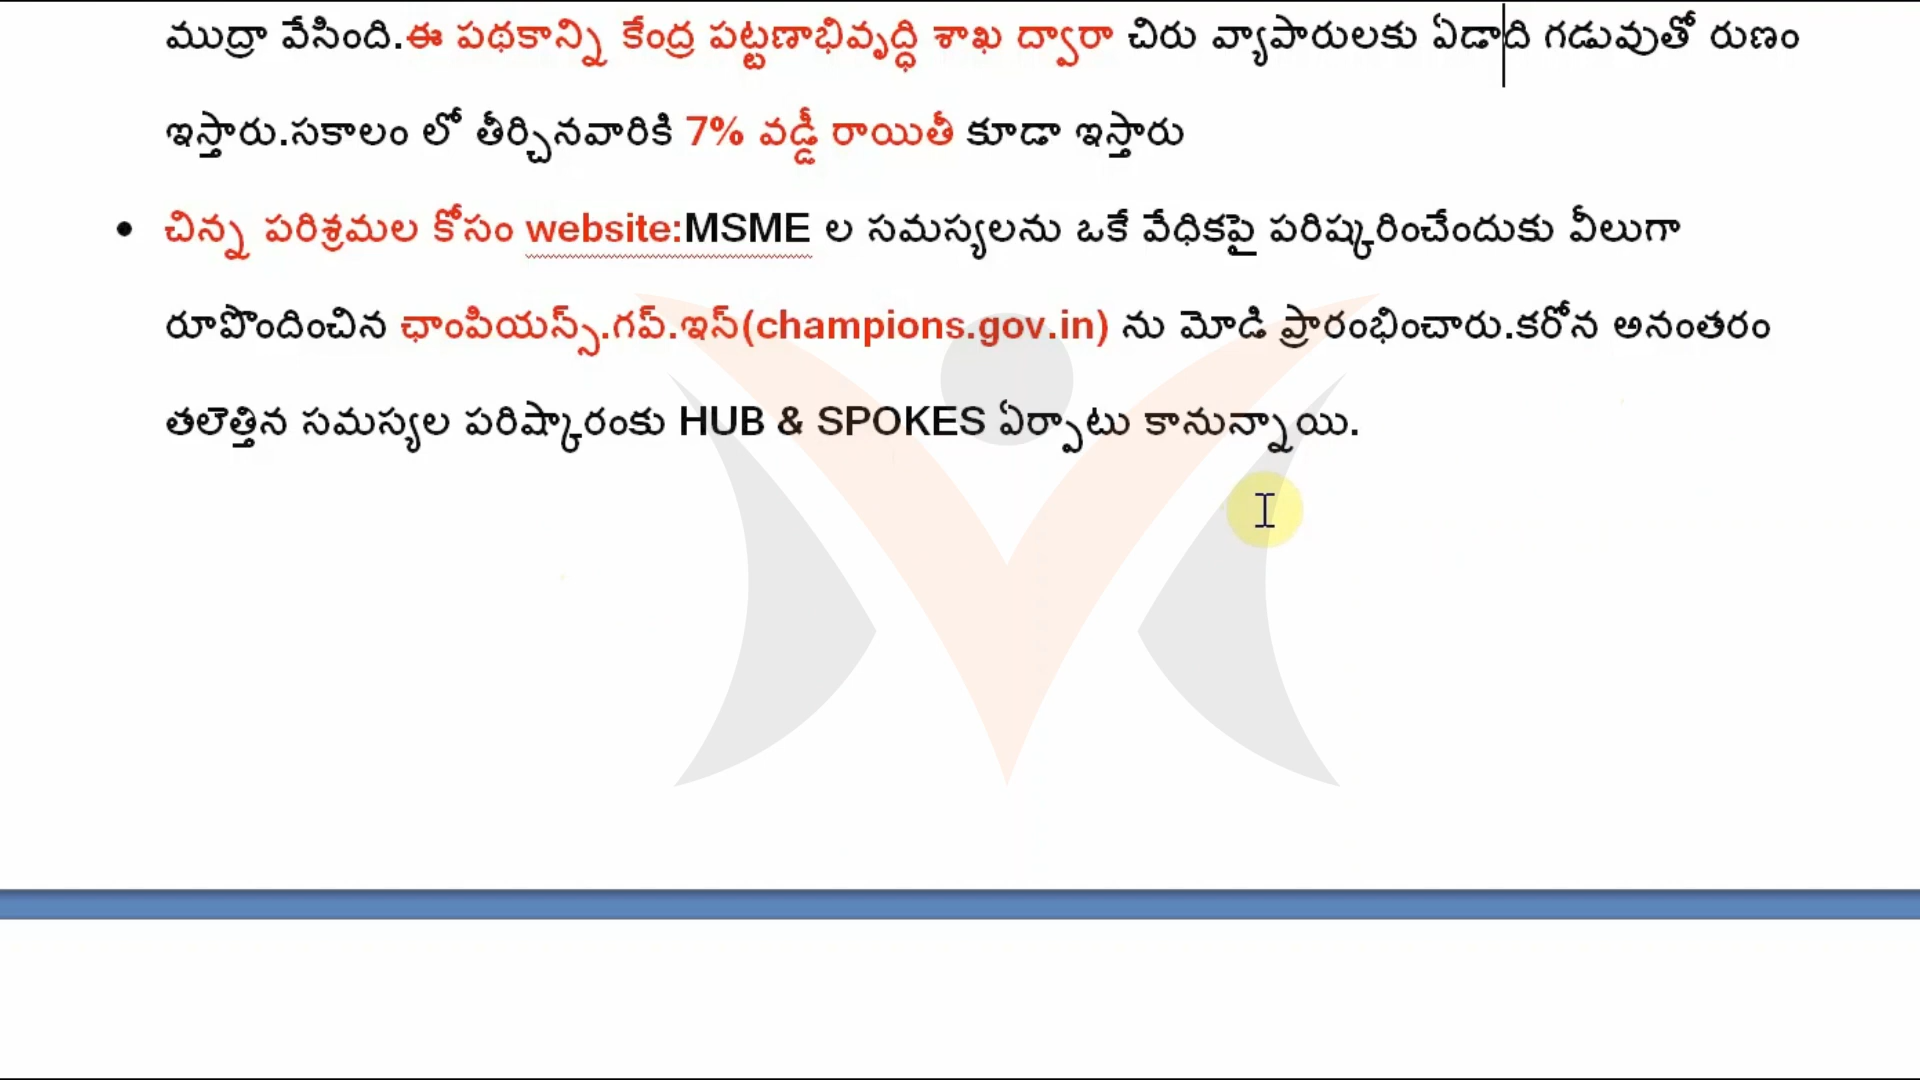 ముద్రా వేసింది.ఈ పథకాన్ని కేంద్ర పట్టణాభివృద్ధి శాఖ ద్వారా చిరు వ్యాపారులకు ఏడాది గడువుతో రుణం
ఇస్తారు.సకాలం లో తీర్చినవారికి 7% వడ్డీ రాయితీ కూడా ఇస్తారు
• చిన్న పరిశ్రమల కోసం website:MSME ల సమస్యలను ఒకే వేధికపై పరిష్కరించేందుకు వీలుగా
రూపొందించిన ఛాంపియన్స్.గవ్.ఇన్(champions.gov.in) ను మోడి ప్రారంభించారు.కరోన అనంతరం
తలెత్తిన సమస్యల పరిష్కారంకు HUB & SPOKES ఏర్పాటు కానున్నాయి.